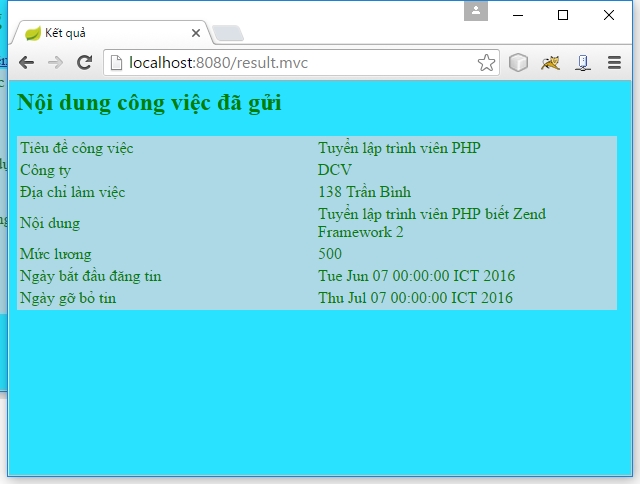 Kết quả
localhost:8080/result.mvc
Nội dung công việc đã gửi
Tiêu đề công việc Tuyển lập trình viên PHP
Công ty DCV
Địa chỉ làm việc 138 Trần Bình
Nội dung Tuyển lập trình viên PHP biết Zend
Framework 2
Mức lương 500
Ngày bắt đầu đăng tin Tue Jun 07 00:00:00 ICT 2016
Ngày gỡ bỏ tin Thu Jul 07 00:00:00 ICT 2016